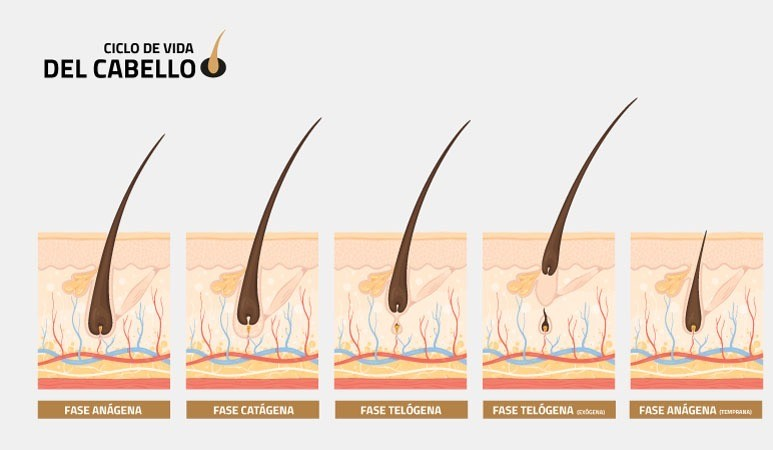 CICLO DE VIDA
DEL CABELLO
FASE ANÁGENA
FASE CATÁGENA
FASE TELÓGENA
FASE TELÓGENA (EXÓGENA)
FASE ANÁGENA (TEMPRANA)